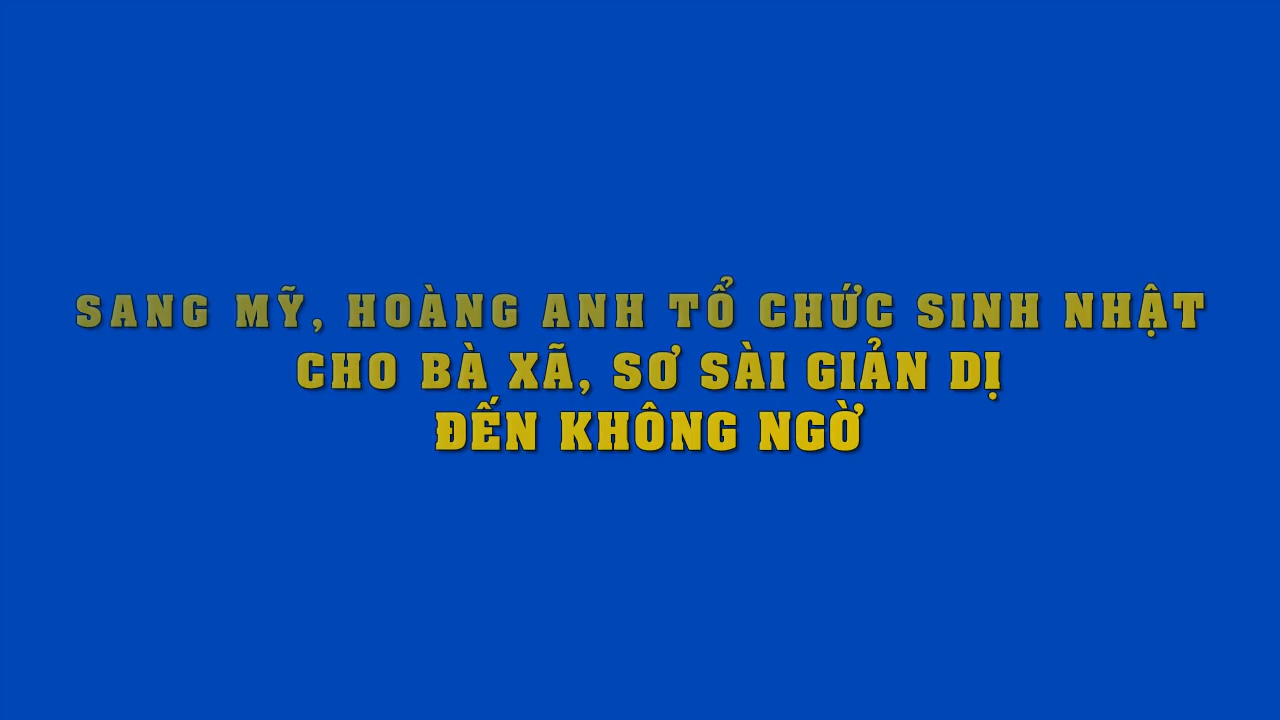 SANG MỸ, HOÀNG ANH TỔ CHỨC SINH NHẬT
CHO BÀ XÃ, SƠ SÀI GIẢN DỊ
ĐẾN KHÔNG NGỜ